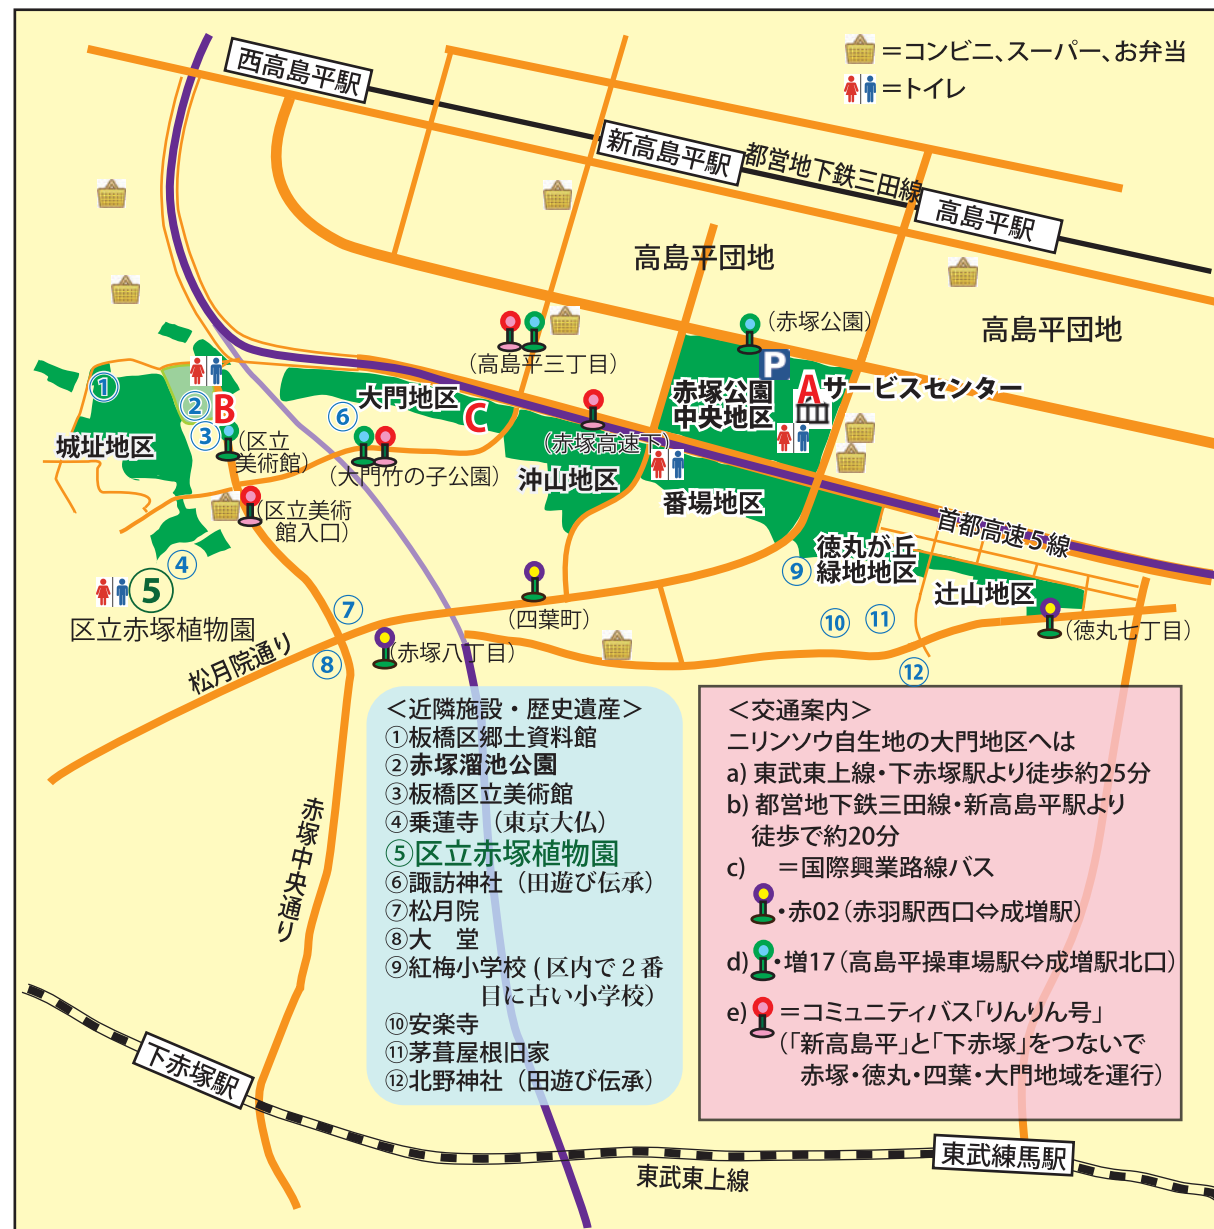 ＝コンビニ、スーパー、お弁当
＝トイレ
西高島平駅
新高島平駅
都営地下鉄三田線
高島平駅
高島平団地
高島平団地
（赤塚公園）
（高島平三丁目）
P
赤塚公園
中央地区
A サービスセンター
①
②
B
③
⑥
大門地区
C
城址地区
（区立
美術館）
（大門竹の子公園）
（赤塚高速下）
沖山地区
番場地区
（区立美術
館入口）
首都高速５線
徳丸が丘
緑地地区
④
⑤
区立赤塚植物園
⑨
辻山地区
⑦
（四葉町）
⑩
⑪
（徳丸七丁目）
⑧
（赤塚八丁目）
⑫
松月院通り
赤塚中央通り
＜近隣施設・歴史遺産＞
①板橋区郷土資料館
②赤塚溜池公園
③板橋区立美術館
④乗蓮寺（東京大仏）
⑤区立赤塚植物園
⑥諏訪神社（田遊び伝承）
⑦松月院
⑧大　堂
⑨紅梅小学校 ( 区内で２番
目に古い小学校）
⑩安楽寺
⑪茅葺屋根旧家
⑫北野神社（田遊び伝承）
＜交通案内＞
ニリンソウ自生地の大門地区へは
a) 東武東上線・下赤塚駅より徒歩約25分
b) 都営地下鉄三田線・新高島平駅より
徒歩で約20分
c)　＝国際興業路線バス
・赤02（赤羽駅西口⇔成増駅）
d) ・増17（高島平操車場駅⇔成増駅北口）
e) ＝コミュニティバス「りんりん号」
（「新高島平」と「下赤塚」をつないで
赤塚・徳丸・四葉・大門地域を運行）
下赤塚駅
東武東上線
東武練馬駅